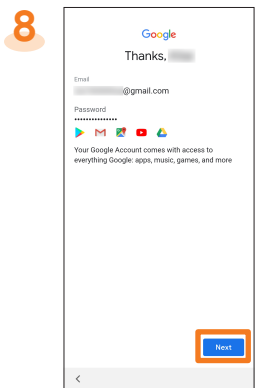 8
Google
Thanks,
Email
@gmail.com
Password
•••••••••••••••
Your Google Account comes with access to
everything Google: apps, music, games, and more
Next